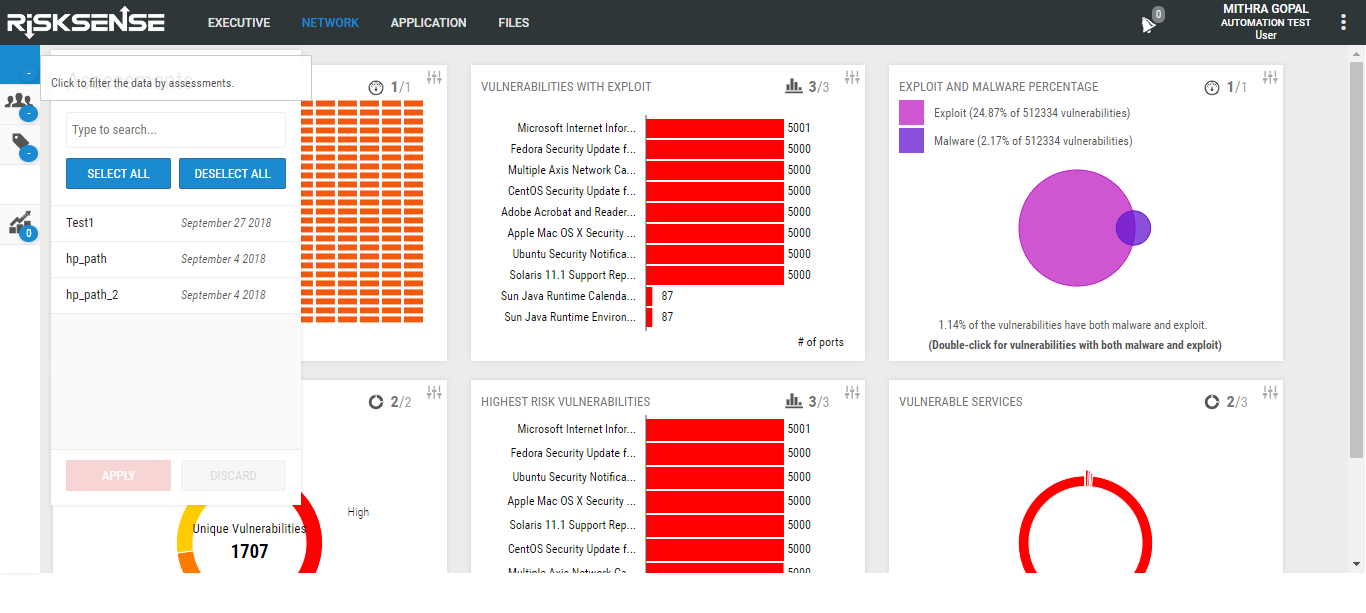 RiSKSENSE
EXECUTIVE
NETWORK
APPLICATION
FILES
0
MITHRA GOPAL
AUTOMATION TEST
User
-
-
-
0
Assessments
Click to filter the data by assessments.
Type to search...
SELECT ALL
DESELECT ALL
Test1 September 27 2018
hp_path September 4 2018
hp_path_2 September 4 2018
APPLY
DISCARD
1/1
VULNERABILITIES WITH EXPLOIT
3/3
Microsoft Internet Infor... 5001
Fedora Security Update f... 5000
Multiple Axis Network Ca... 5000
CentOS Security Update f... 5000
Adobe Acrobat and Reader... 5000
Apple Mac OS X Security ... 5000
Ubuntu Security Notifica... 5000
Solaris 11.1 Support Rep... 5000
Sun Java Runtime Calenda... 87
Sun Java Runtime Environ... 87
# of ports
EXPLOIT AND MALWARE PERCENTAGE
1/1
Exploit (24.87% of 512334 vulnerabilities)
Malware (2.17% of 512334 vulnerabilities)
1.14% of the vulnerabilities have both malware and exploit.
(Double-click for vulnerabilities with both malware and exploit)
2/2
High
Unique Vulnerabilities
1707
HIGHEST RISK VULNERABILITIES
3/3
Microsoft Internet Infor... 5001
Fedora Security Update f... 5000
Ubuntu Security Notifica... 5000
Apple Mac OS X Security ... 5000
Solaris 11.1 Support Rep... 5000
CentOS Security Update f... 5000
Multiple Axis Network Ca... 5000
VULNERABLE SERVICES
2/3